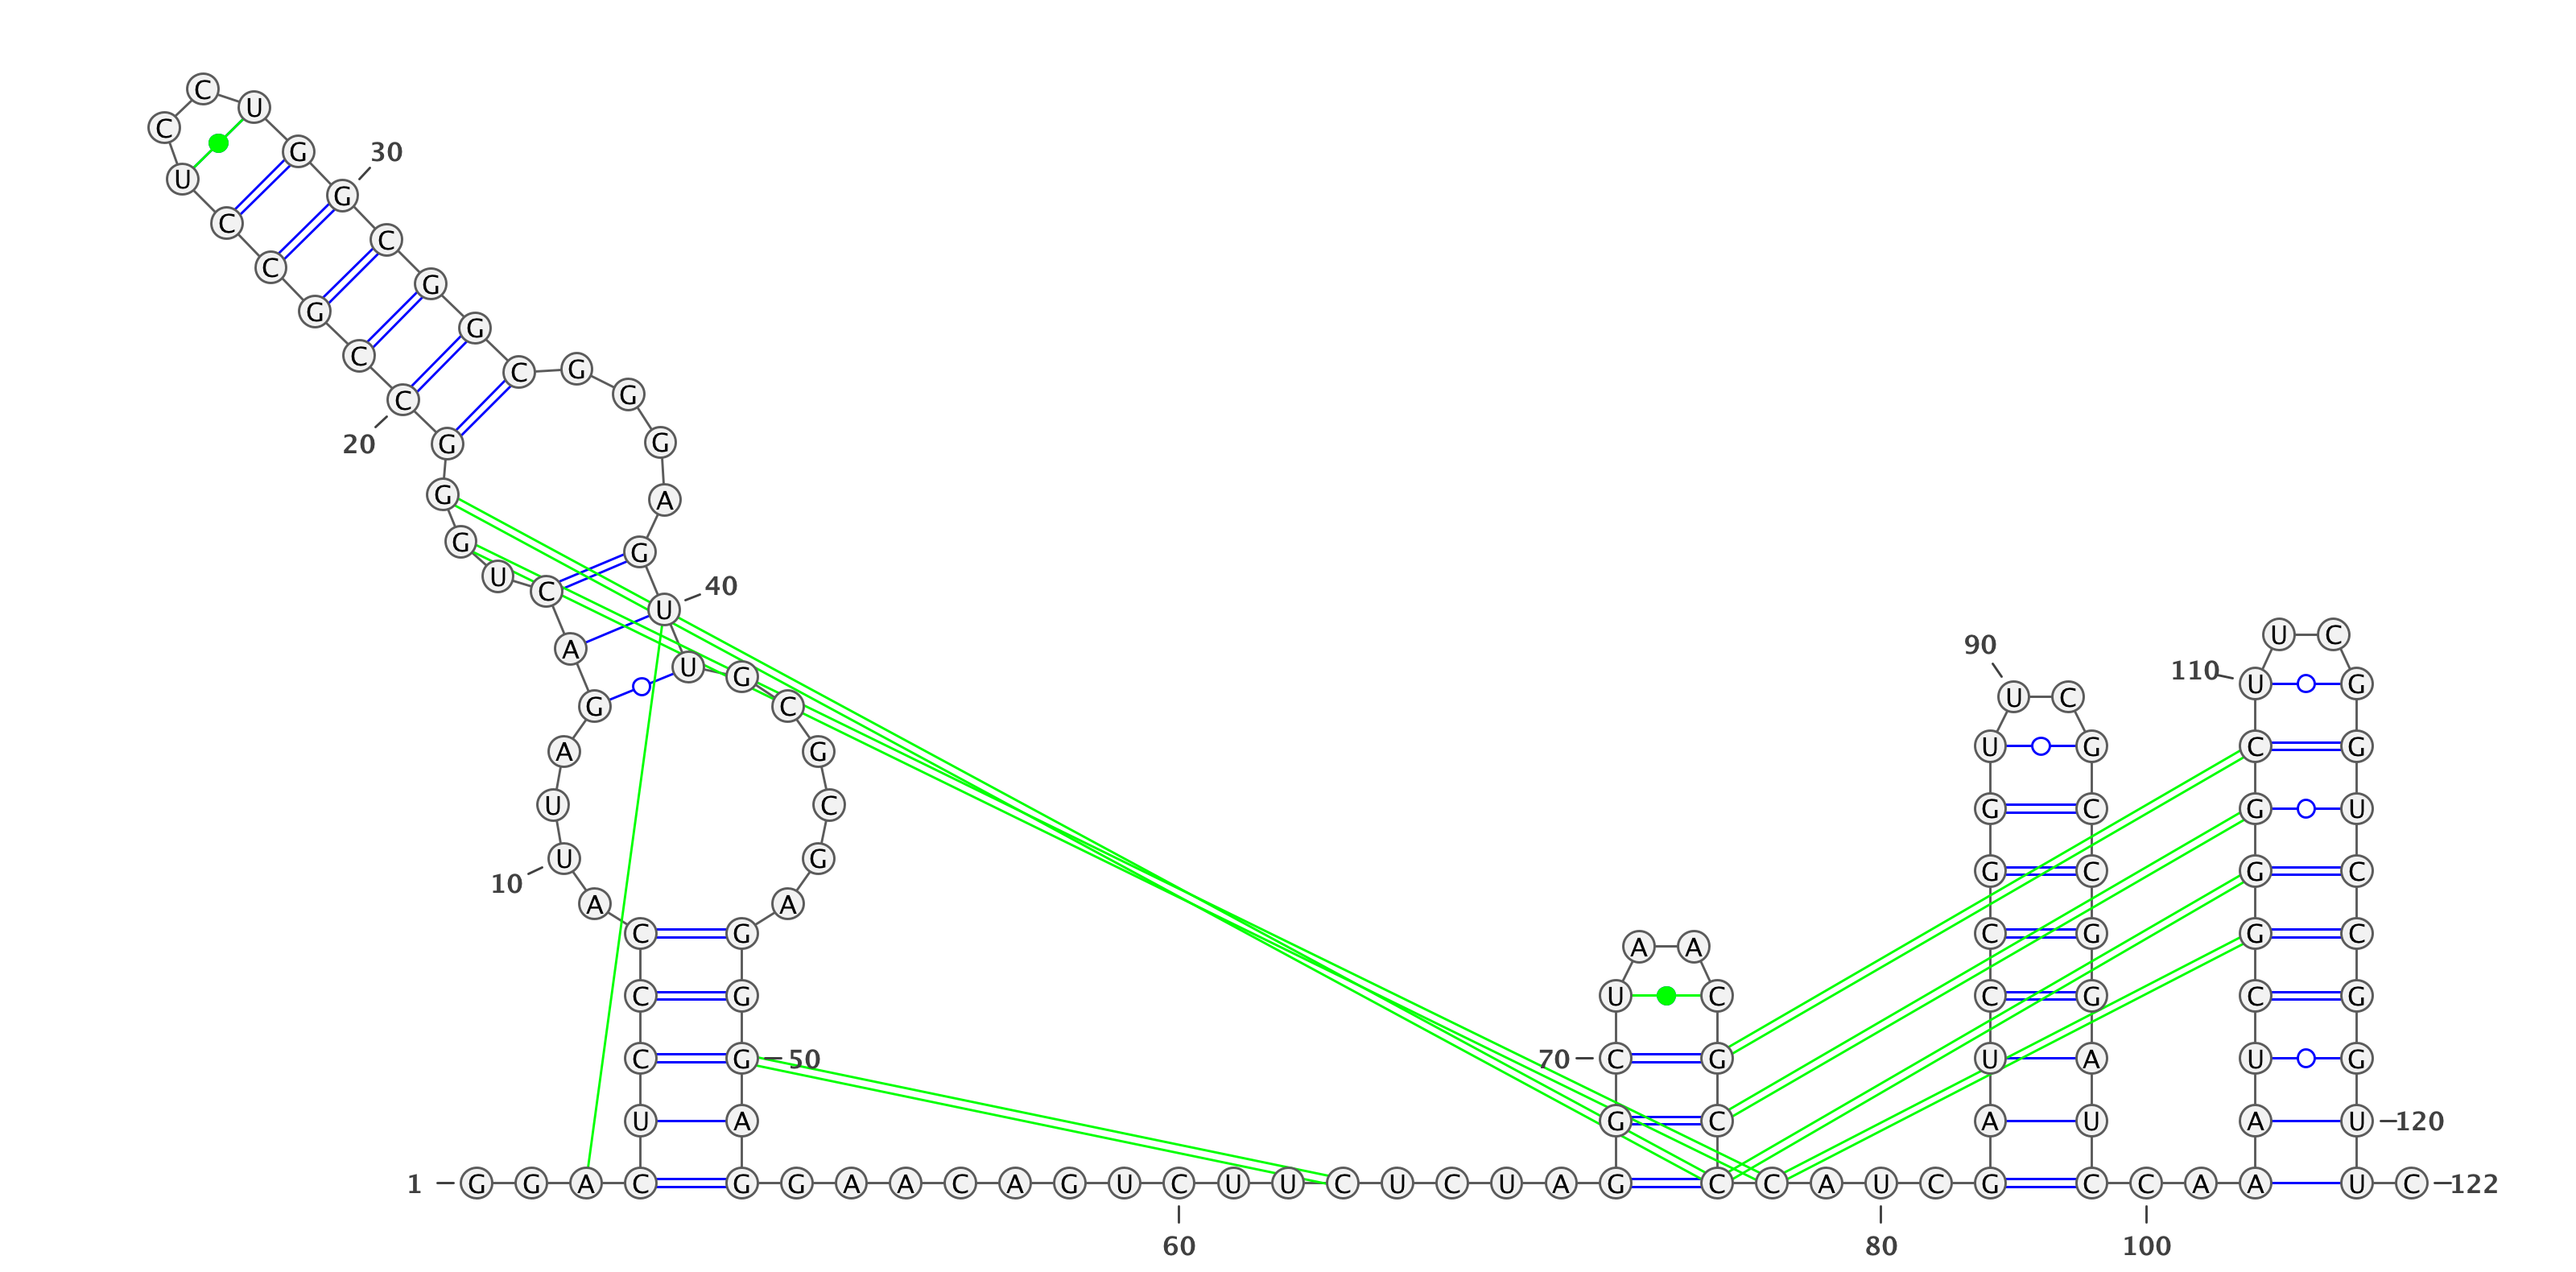 C
U
C
G 30
U
C G
C C
G G
C G
C G G
20 G G
G A
G G
U C 40
U
A U C
90
U G
110 U G
G C U C
A G U G C G
U C G G C G U
10 U G G C G C
A A
C G A A C G G C
C G U C C G C G
C G 50 70 C G U A U G
U A G C A U A U 120
1 G G A C G G A A C A G U C U U C U C U A G C C A U C G C C A A U C 122
60 80 100